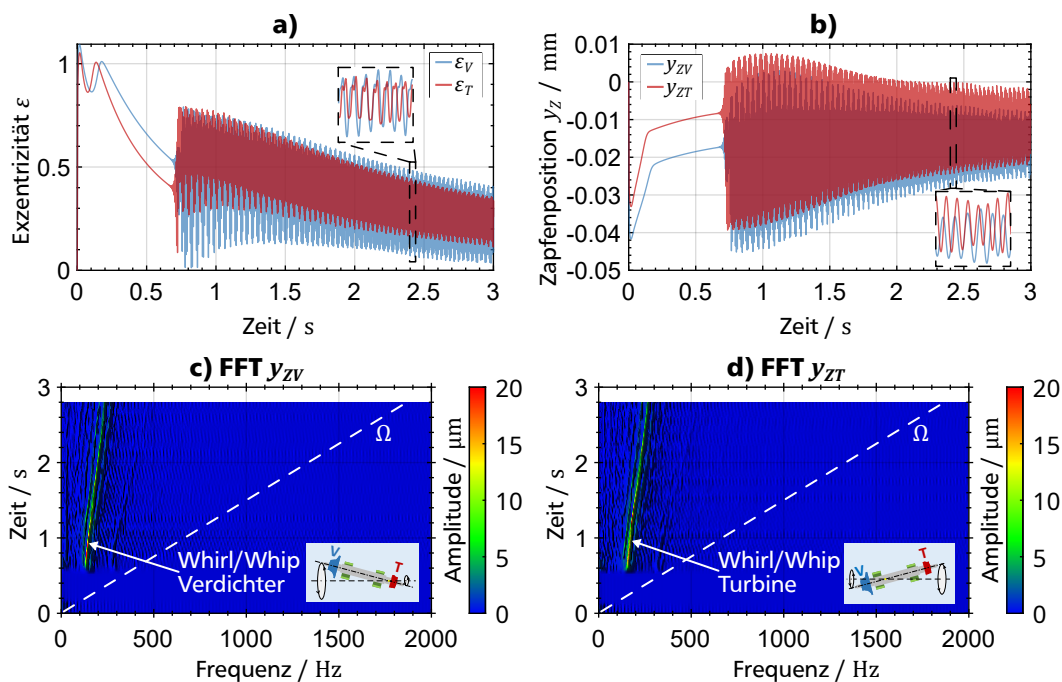 a)
Exzentrizität ε
1
0.5
0
0 0.5 1 1.5 2 2.5 3
Zeit / s
ε_V
ε_T
b)
Zapfenposition y_Z / mm
0.01
0
-0.01
-0.02
-0.03
-0.04
-0.05
0 0.5 1 1.5 2 2.5 3
Zeit / s
y_ZV
y_ZT
c) FFT y_ZV
Zeit / s
3
2
1
0
0 500 1000 1500 2000
Frequenz / Hz
Ω
Whirl/Whip
Verdichter
V
T
Amplitude / µm
20
15
10
5
0
d) FFT y_ZT
Zeit / s
3
2
1
0
0 500 1000 1500 2000
Frequenz / Hz
Ω
Whirl/Whip
Turbine
V
T
Amplitude / µm
20
15
10
5
0